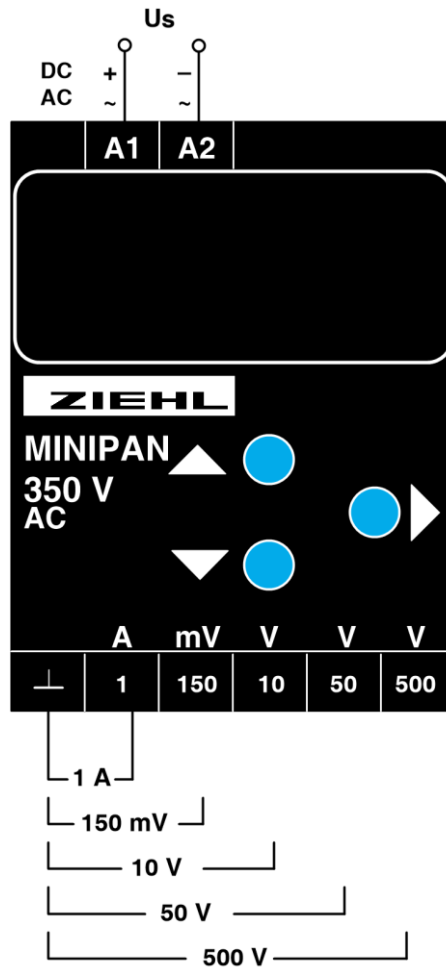 Us
DC + –
AC ~ ~
A1 A2
ZIEHL
MINIPAN
350 V
AC
A mV V V V
⊥ 1 150 10 50 500
1 A
150 mV
10 V
50 V
500 V